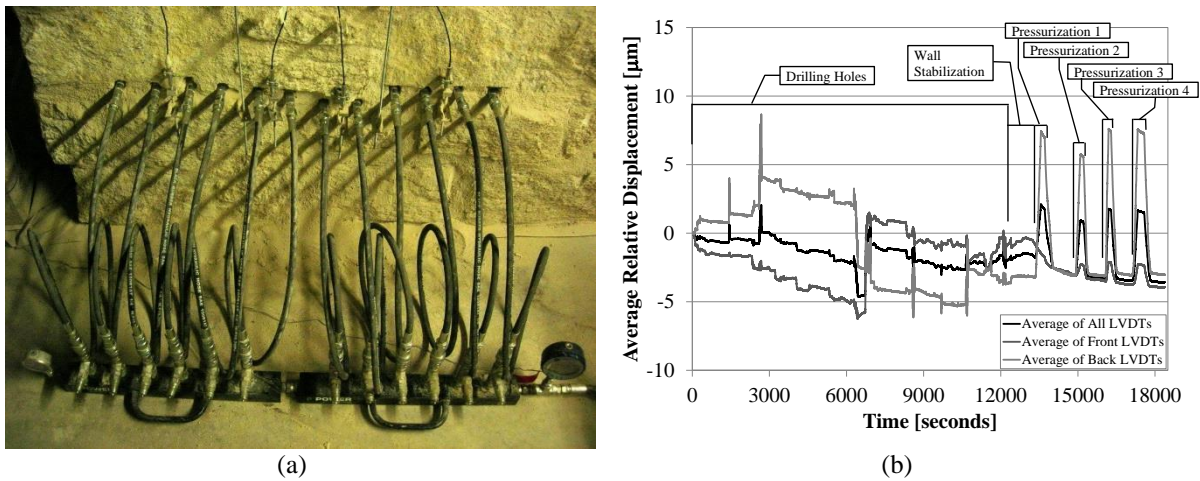 POWER
(a)
Average Relative Displacement [µm]
15
10
5
0
-5
-10
Drilling Holes
Wall
Stabilization
Pressurization 1
Pressurization 2
Pressurization 3
Pressurization 4
Average of All LVDTs
Average of Front LVDTs
Average of Back LVDTs
0 3000 6000 9000 12000 15000 18000
Time [seconds]
(b)